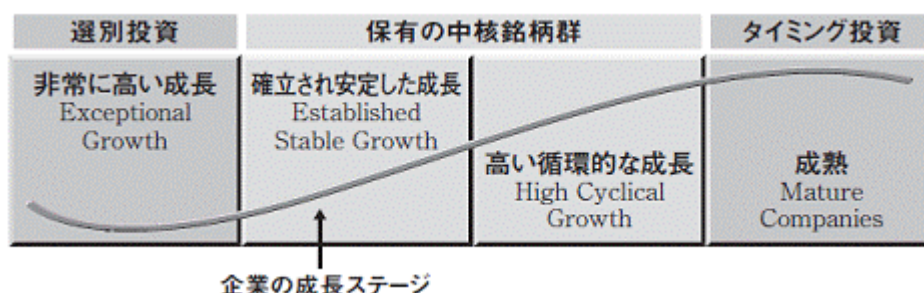 選別投資
保有の中核銘柄群
タイミング投資
非常に高い成長
Exceptional
Growth
確立され安定した成長
Established
Stable Growth
高い循環的な成長
High Cyclical
Growth
成熟
Mature
Companies
企業の成長ステージ